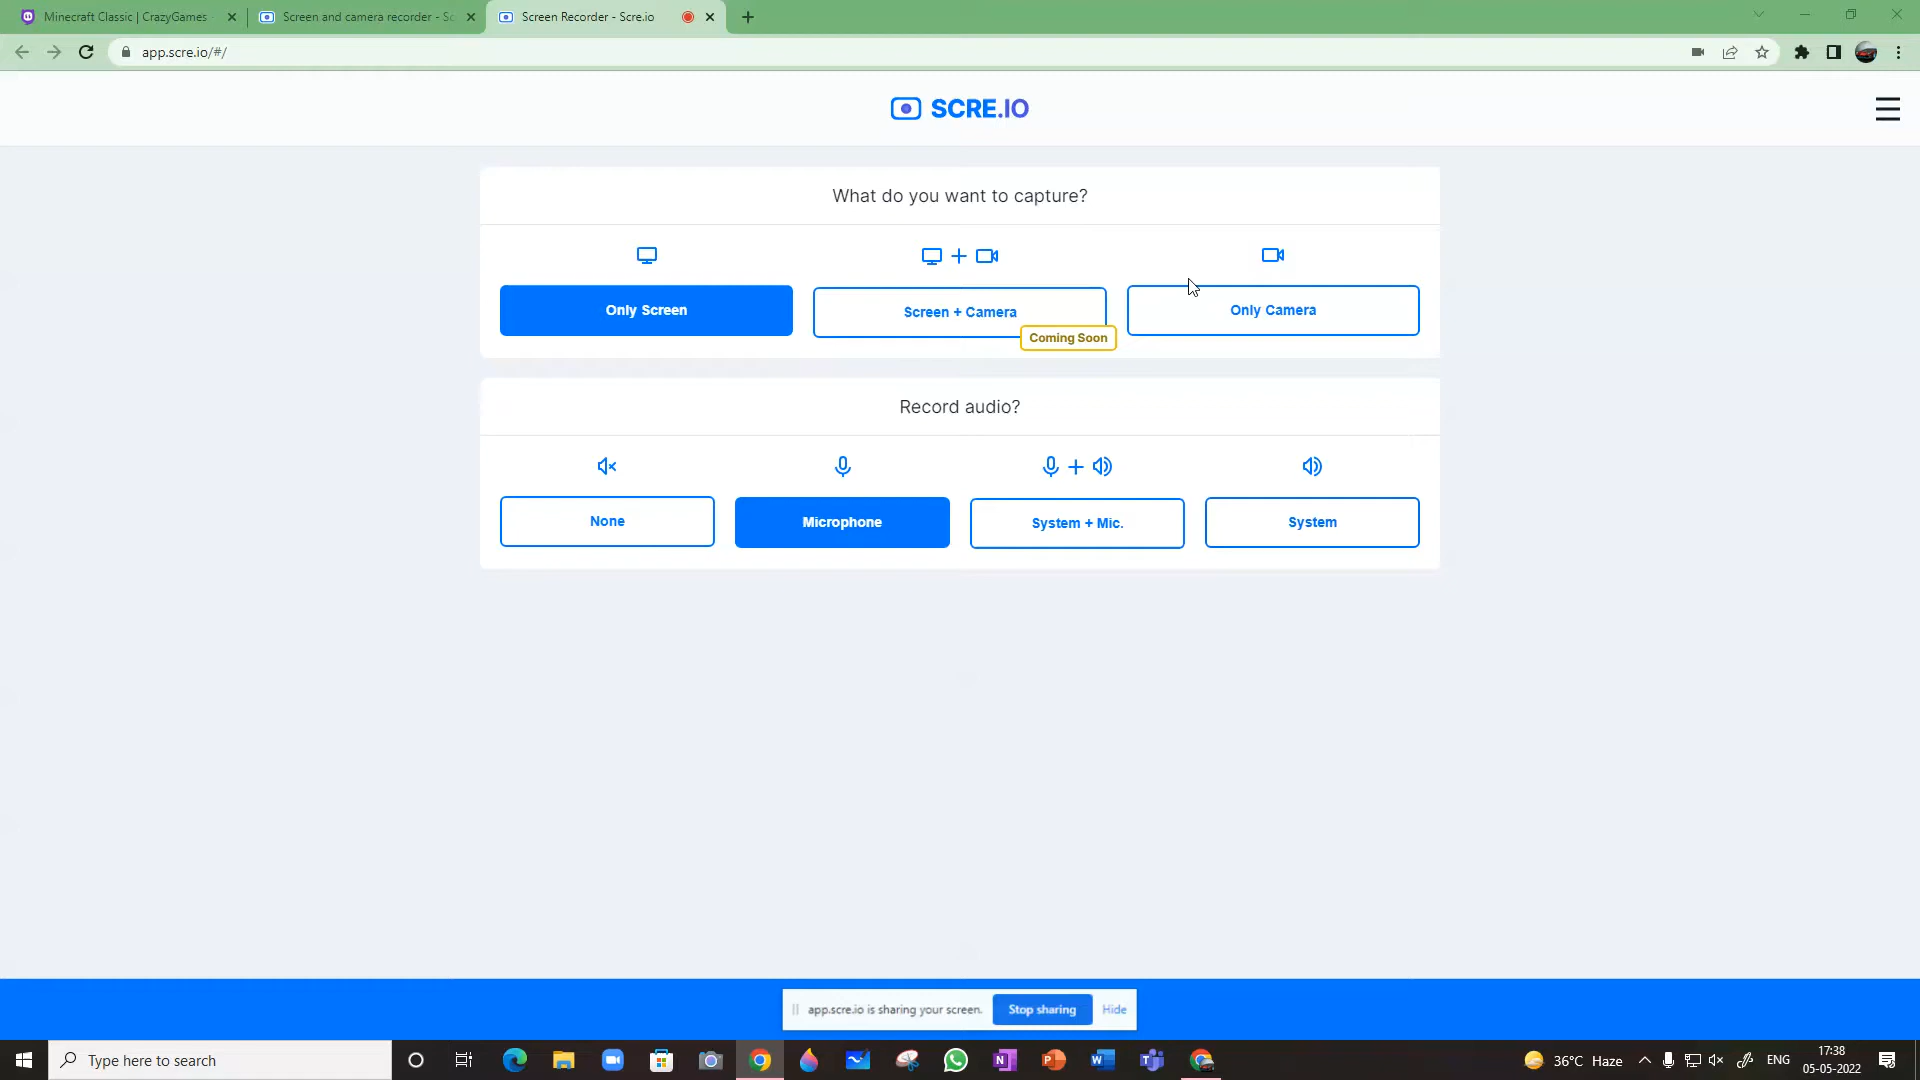 Minecraft Classic | CrazyGames
Screen and camera recorder - Sc
Screen Recorder - Scre.io
app.scre.io/#/
SCRE.IO
What do you want to capture?
Only Screen
Screen + Camera
Coming Soon
Only Camera
Record audio?
None
Microphone
System + Mic.
System
app.scre.io is sharing your screen.
Stop sharing
Hide
Type here to search
36°C Haze
ENG
17:38
05-05-2022